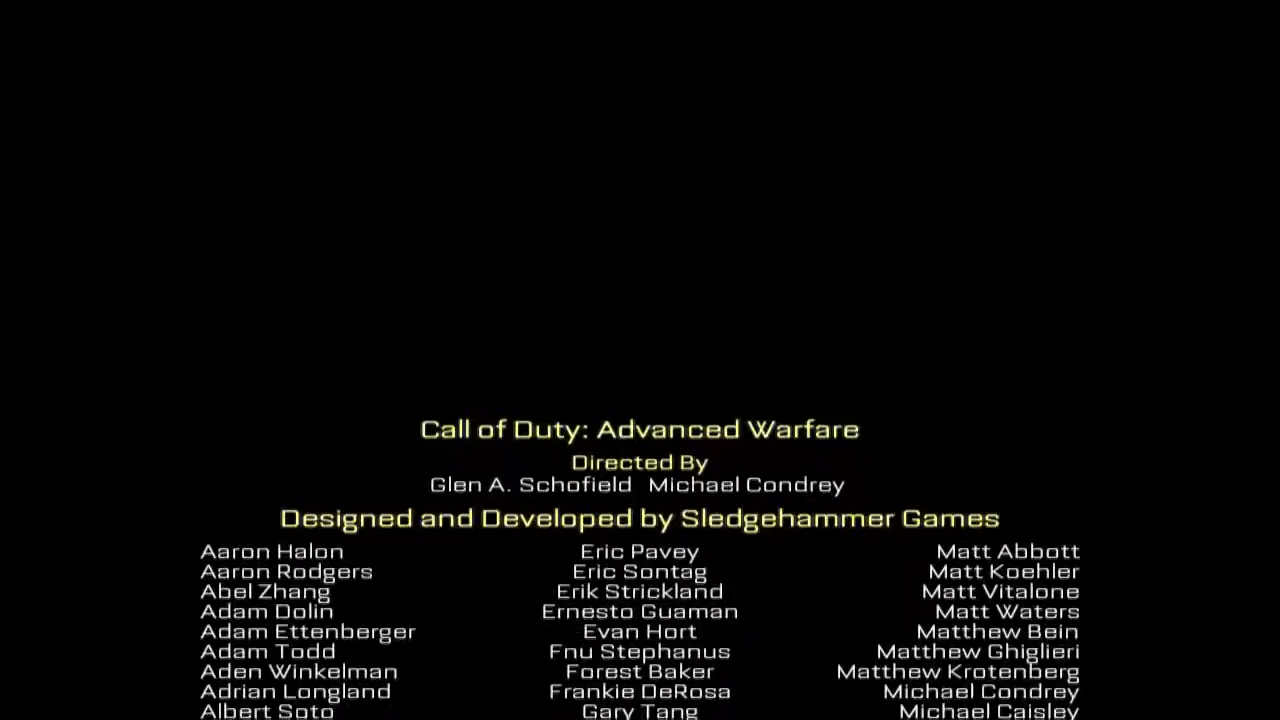 Call of Duty: Advanced Warfare
Directed By
Glen A. Schofield Michael Condrey
Designed and Developed by Sledgehammer Games
Aaron Halon Eric Pavey Matt Abbott
Aaron Rodgers Eric Sontag Matt Koehler
Abel Zhang Erik Strickland Matt Vitalone
Adam Dolin Ernesto Guaman Matt Waters
Adam Ettenberger Evan Hort Matthew Bein
Adam Todd Fnu Stephanus Matthew Ghiglieri
Aden Winkelman Forest Baker Matthew Krotenberg
Adrian Longland Frankie DeRosa Michael Condrey
Albert Soto Gary Tang Michael Caisley